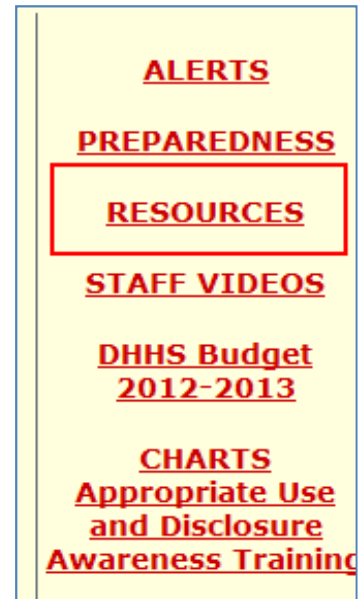 ALERTS
PREPAREDNESS
RESOURCES
STAFF VIDEOS
DHHS Budget
2012-2013
CHARTS
Appropriate Use
and Disclosure
Awareness Training